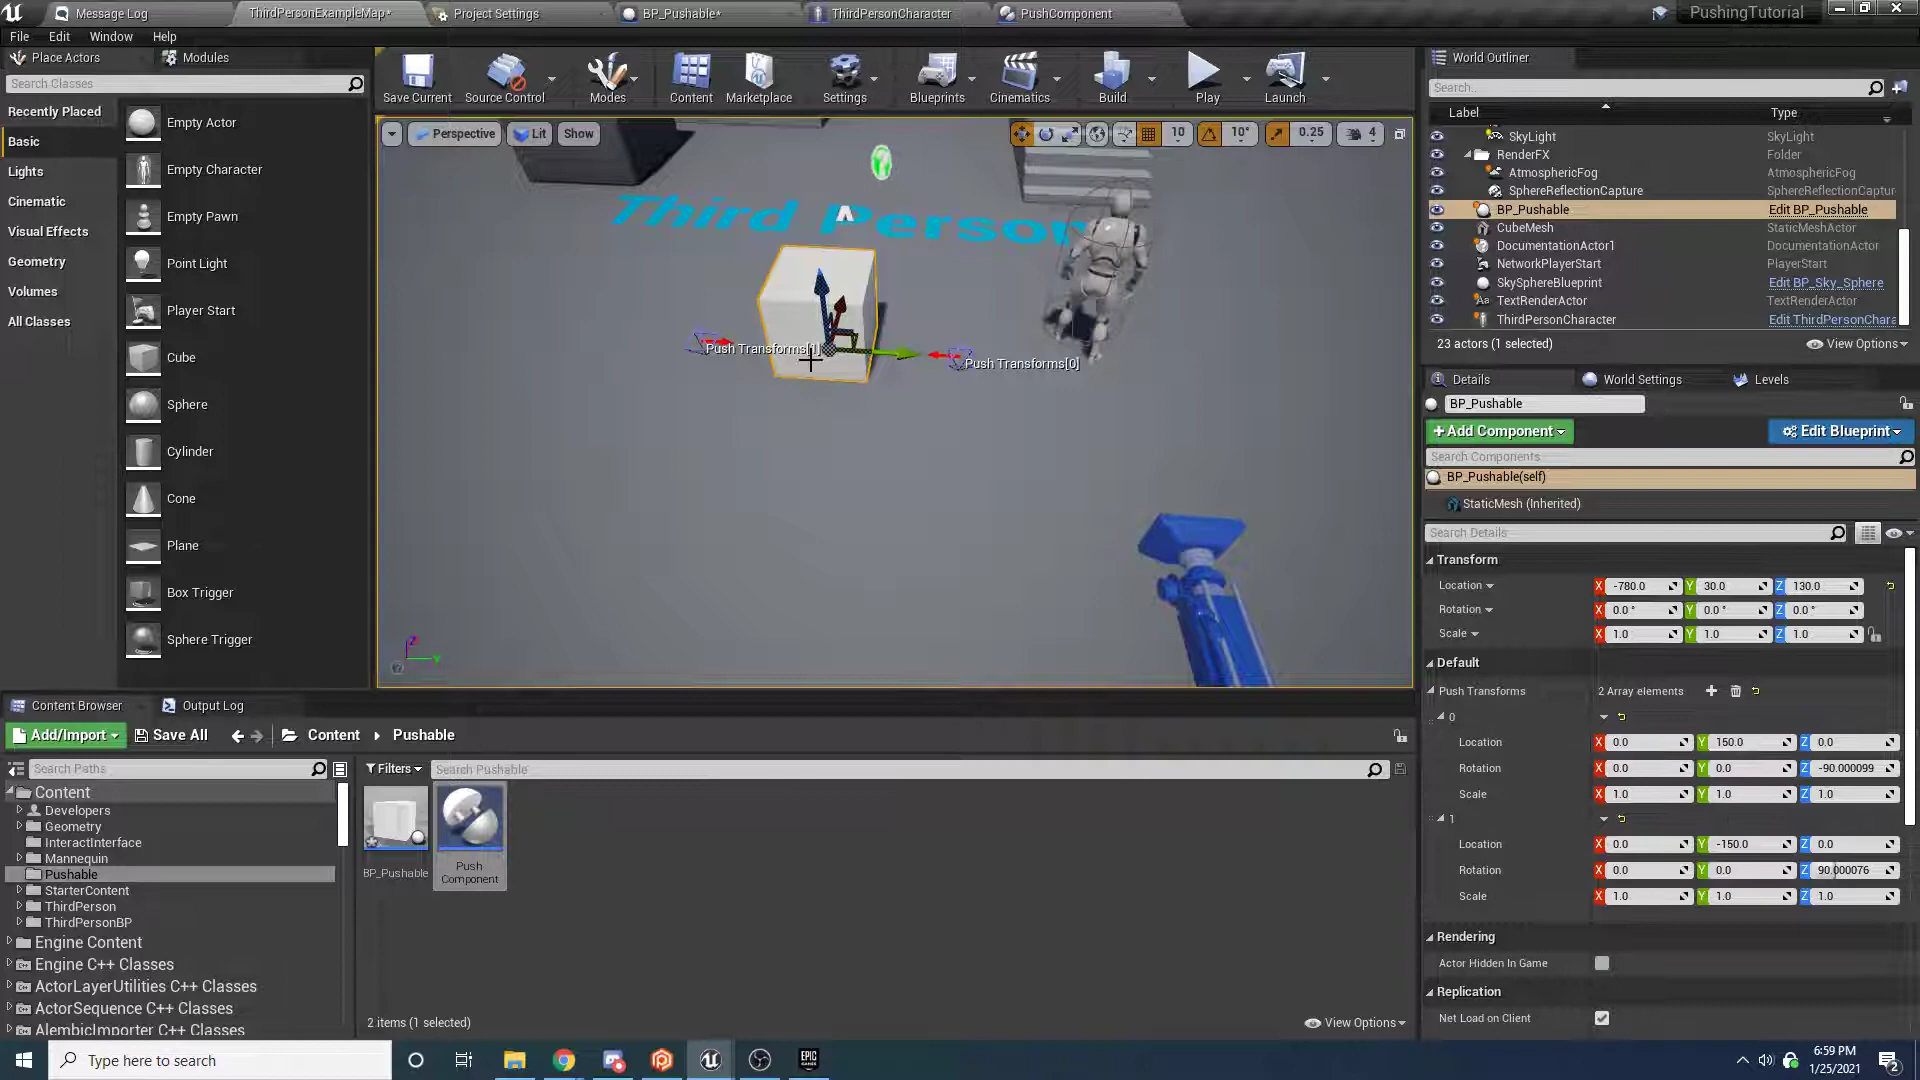 Message Log
ThirdPersonExampleMap*
Project Settings
BP_Pushable*
ThirdPersonCharacter
PushComponent
PushingTutorial
File
Edit
Window
Help
Place Actors
Modules
Search Classes
Recently Placed
Basic
Lights
Cinematic
Visual Effects
Geometry
Volumes
All Classes
Empty Actor
Empty Character
Empty Pawn
Point Light
Player Start
Cube
Sphere
Cylinder
Cone
Plane
Box Trigger
Sphere Trigger
Save Current
Source Control
Modes
Content
Marketplace
Settings
Blueprints
Cinematics
Build
Play
Launch
Perspective
Lit
Show
10
10°
0.25
4
Third Person
Push Transforms[1]
Push Transforms[0]
World Outliner
Search...
Label
Type
SkyLight
SkyLight
RenderFX
Folder
AtmosphericFog
AtmosphericFog
SphereReflectionCapture
SphereReflectionCaptur
BP_Pushable
Edit BP_Pushable
CubeMesh
StaticMeshActor
DocumentationActor1
DocumentationActor
NetworkPlayerStart
PlayerStart
SkySphereBlueprint
Edit BP_Sky_Sphere
TextRenderActor
TextRenderActor
ThirdPersonCharacter
Edit ThirdPersonChara
23 actors (1 selected)
View Options
Details
World Settings
Levels
BP_Pushable
+Add Component
Edit Blueprint
Search Components
BP_Pushable(self)
StaticMesh (Inherited)
Search Details
Transform
Location
X -780.0 Y 30.0 Z 130.0
Rotation
X 0.0 ° Y 0.0 ° Z 0.0 °
Scale
X 1.0 Y 1.0 Z 1.0
Default
Push Transforms
2 Array elements
0
Location
X 0.0 Y 150.0 Z 0.0
Rotation
X 0.0 Y 0.0 Z -90.000099
Scale
X 1.0 Y 1.0 Z 1.0
1
Location
X 0.0 Y -150.0 Z 0.0
Rotation
X 0.0 Y 0.0 Z 90.000076
Scale
X 1.0 Y 1.0 Z 1.0
Rendering
Actor Hidden In Game
Replication
Net Load on Client
Content Browser
Output Log
Add/Import
Save All
Content
Pushable
Search Paths
Filters
Search Pushable
Content
Developers
Geometry
InteractInterface
Mannequin
Pushable
StarterContent
ThirdPerson
ThirdPersonBP
Engine Content
Engine C++ Classes
ActorLayerUtilities C++ Classes
ActorSequence C++ Classes
AlembicImporter C++ Classes
BP_Pushable
Push
Component
2 items (1 selected)
View Options
Type here to search
EPIC
GAMES
6:59 PM
1/25/2021
2